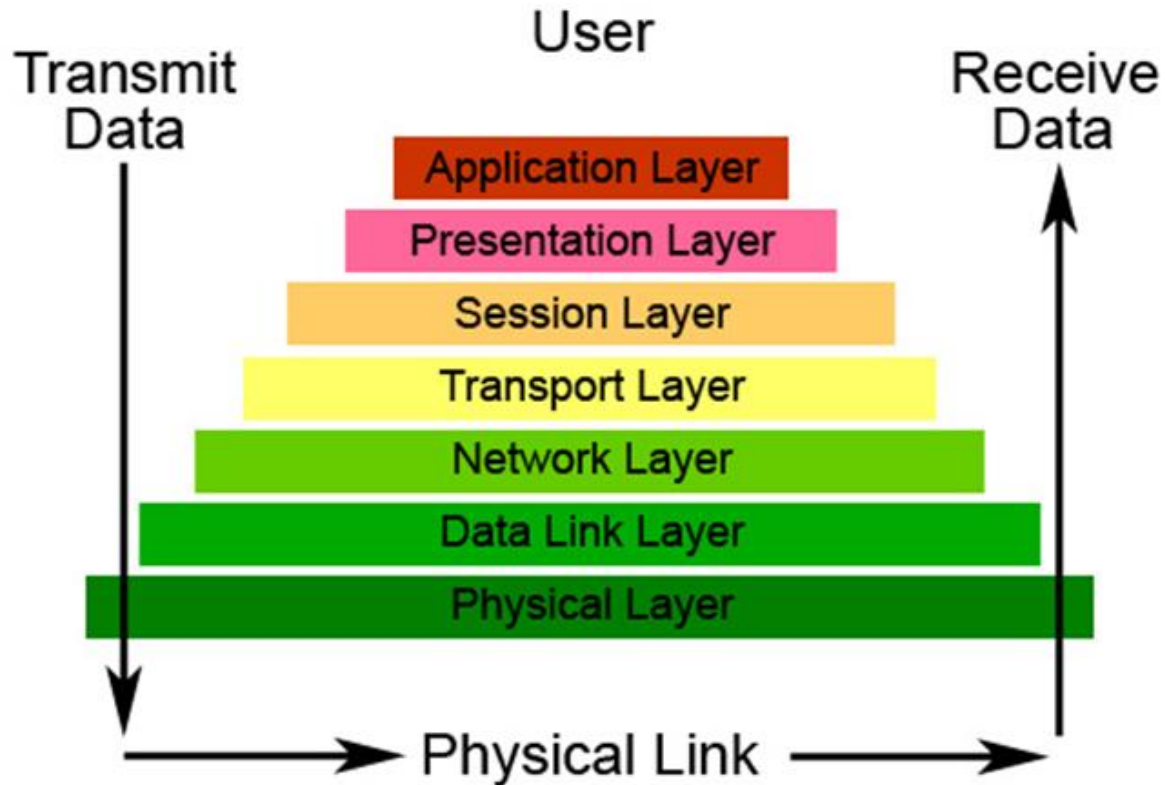 User
Transmit
Data
Receive
Data
Application Layer
Presentation Layer
Session Layer
Transport Layer
Network Layer
Data Link Layer
Physical Layer
Physical Link